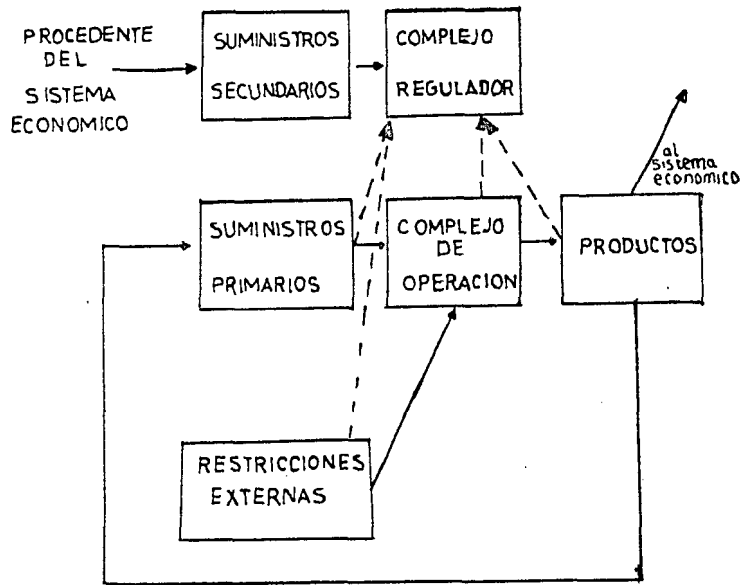 PROCEDENTE
DEL
SISTEMA
ECONOMICO
SUMINISTROS
SECUNDARIOS
COMPLEJO
REGULADOR
al
sistema
economico
SUMINISTROS
PRIMARIOS
COMPLEJO
DE
OPERACION
PRODUCTOS
RESTRICCIONES
EXTERNAS